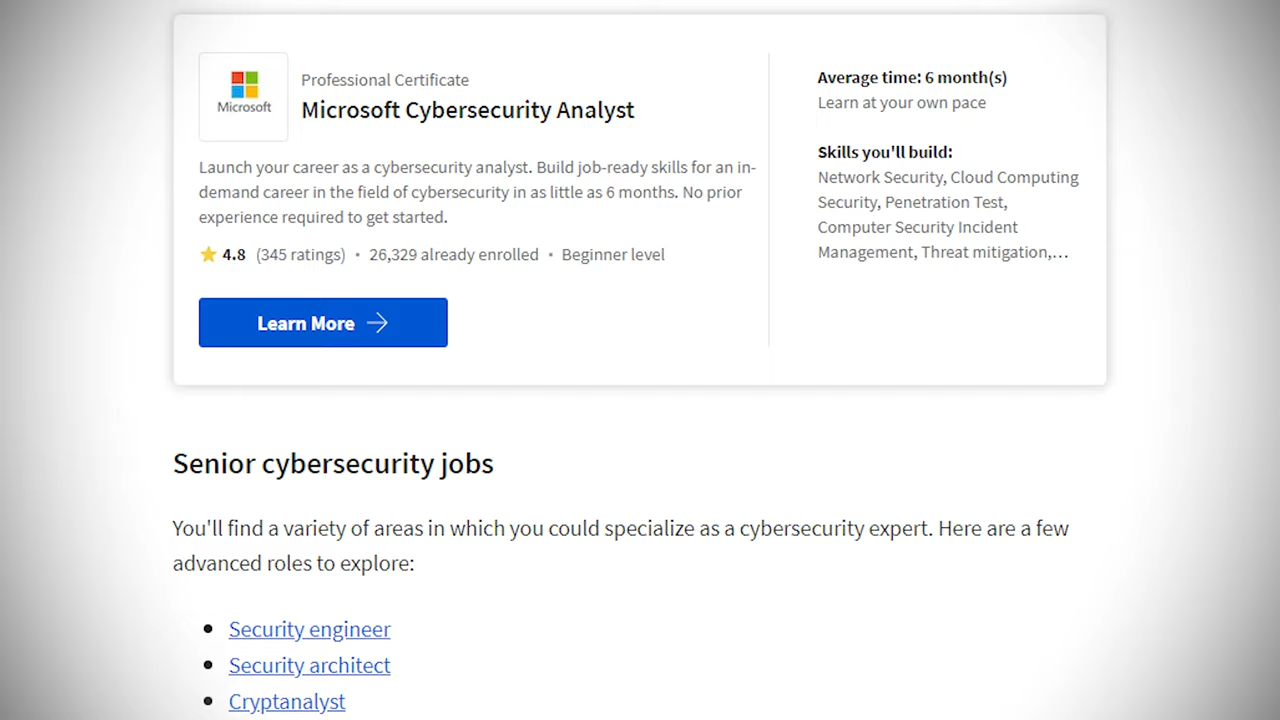 Microsoft
Professional Certificate
Microsoft Cybersecurity Analyst
Launch your career as a cybersecurity analyst. Build job-ready skills for an in-
demand career in the field of cybersecurity in as little as 6 months. No prior
experience required to get started.
4.8 (345 ratings) • 26,329 already enrolled • Beginner level
Learn More
Average time: 6 month(s)
Learn at your own pace
Skills you'll build:
Network Security, Cloud Computing
Security, Penetration Test,
Computer Security Incident
Management, Threat mitigation,…
Senior cybersecurity jobs
You'll find a variety of areas in which you could specialize as a cybersecurity expert. Here are a few
advanced roles to explore:
• Security engineer
• Security architect
• Cryptanalyst